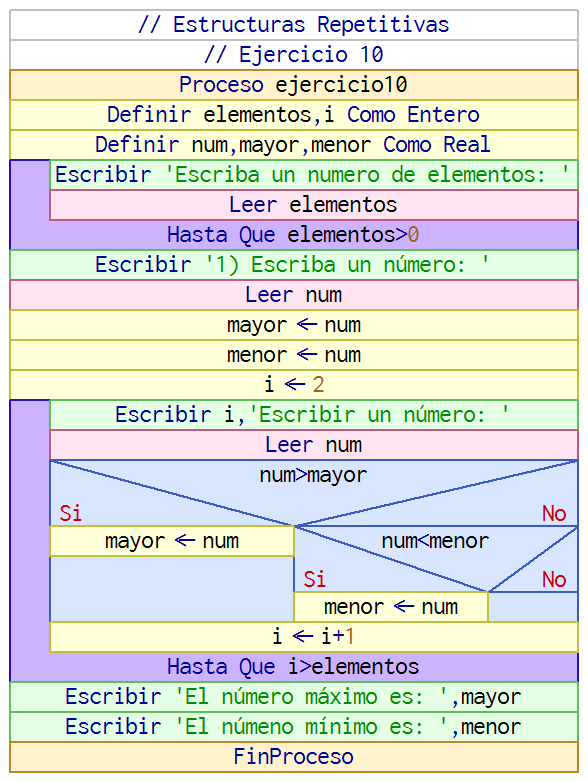 // Estructuras Repetitivas
// Ejercicio 10
Proceso ejercicio10
Definir elementos,i Como Entero
Definir num,mayor,menor Como Real
Escribir 'Escriba un numero de elementos: '
Leer elementos
Hasta Que elementos>0
Escribir '1) Escriba un número: '
Leer num
mayor ← num
menor ← num
i ← 2
Escribir i,'Escribir un número: '
Leer num
num>mayor
Si No
mayor ← num num<menor
Si No
menor ← num
i ← i+1
Hasta Que i>elementos
Escribir 'El número máximo es: ',mayor
Escribir 'El númeno mínimo es: ',menor
FinProceso